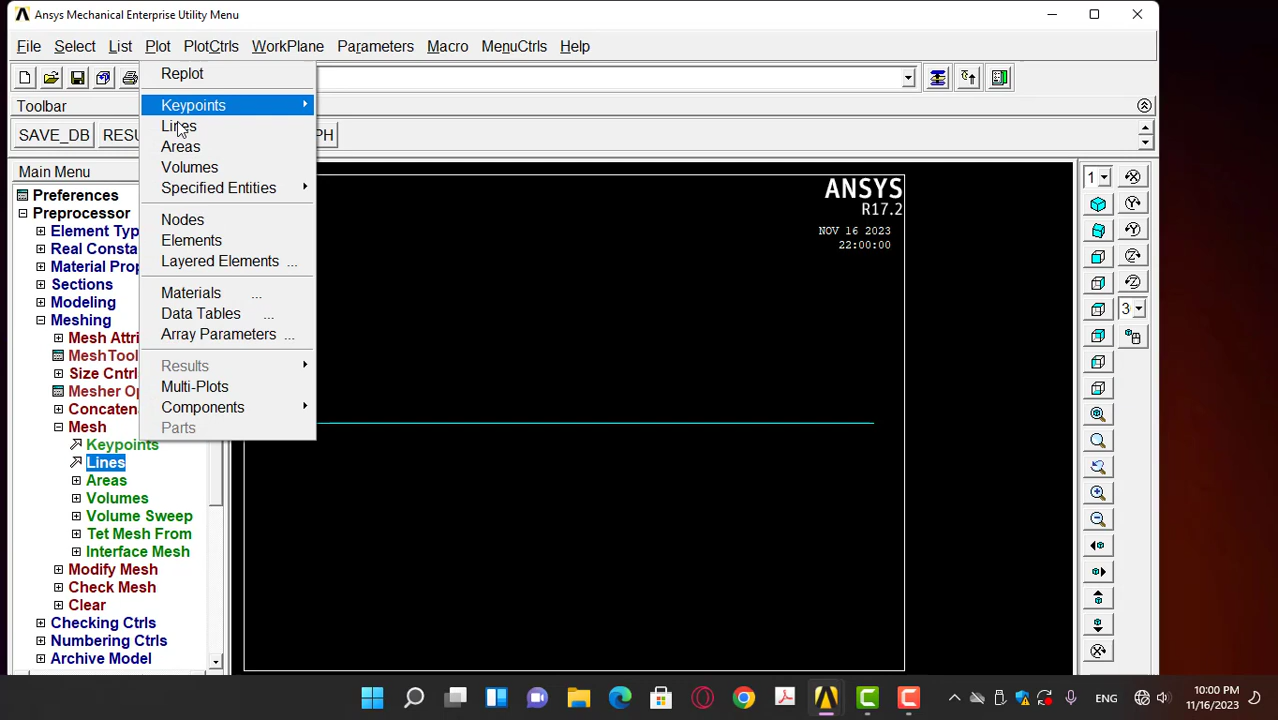 Ansys Mechanical Enterprise Utility Menu
File Select List Plot PlotCtrls WorkPlane Parameters Macro MenuCtrls Help
Toolbar
SAVE_DB
Main Menu
Preferences
Preprocessor
Element Typ
Real Consta
Material Prop
Sections
Modeling
Meshing
Mesh Attri
MeshTool
Size Cntrl
Mesher Op
Concatena
Mesh
Keypoints
Lines
Areas
Volumes
Volume Sweep
Tet Mesh From
Interface Mesh
Modify Mesh
Check Mesh
Clear
Checking Ctrls
Numbering Ctrls
Archive Model
Replot
Keypoints
Lines
Areas
Volumes
Specified Entities
Nodes
Elements
Layered Elements ...
Materials ...
Data Tables ...
Array Parameters ...
Results
Multi-Plots
Components
Parts
ANSYS
R17.2
NOV 16 2023
22:00:00
1
3
ENG
10:00 PM
11/16/2023